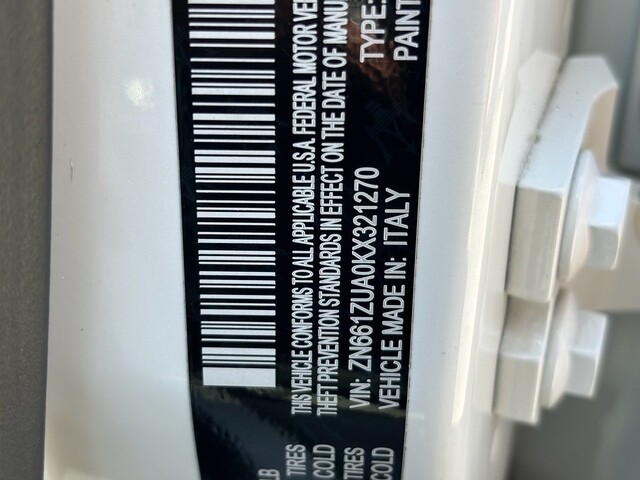 THIS VEHICLE CONFORMS TO ALL APPLICABLE U.S.A. FEDERAL MOTOR VE
THEFT PREVENTION STANDARDS IN EFFECT ON THE DATE OF MANU
VIN: ZN661ZUA0KX321270 TYPE:
VEHICLE MADE IN: ITALY PAINT
LB
TIRES
COLD
TIRES
COLD